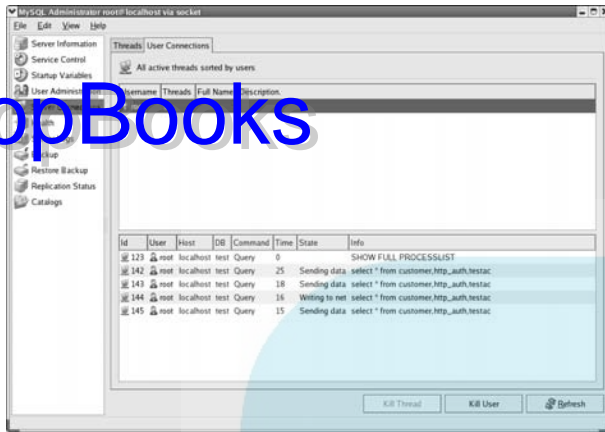 MySQL Administrator root@localhost via socket
File Edit View Help
Server Information
Service Control
Startup Variables
User Administration
Health
Backup
Restore Backup
Replication Status
Catalogs
Threads User Connections
All active threads sorted by users
Username Threads Full Name Description
opBooks
Id User Host DB Command Time State Info
123 root localhost test Query 0 SHOW FULL PROCESSLIST
142 root localhost test Query 25 Sending data select * from customer,http_auth,testac
143 root localhost test Query 18 Sending data select * from customer,http_auth,testac
144 root localhost test Query 16 Writing to net select * from customer,http_auth,testac
145 root localhost test Query 15 Sending data select * from customer,http_auth,testac
Kill Thread Kill User Refresh